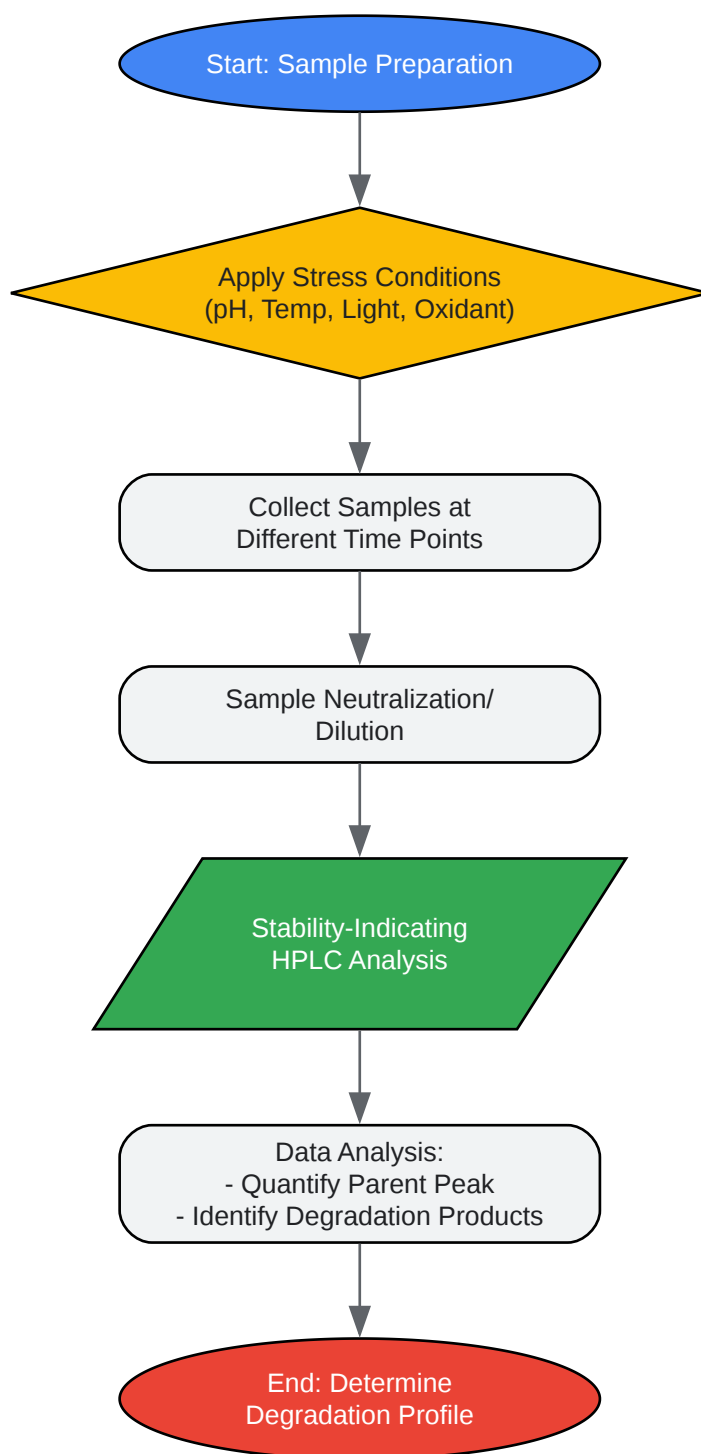 Start: Sample Preparation
Apply Stress Conditions
(pH, Temp, Light, Oxidant)
Collect Samples at
Different Time Points
Sample Neutralization/
Dilution
Stability-Indicating
HPLC Analysis
Data Analysis:
- Quantify Parent Peak
- Identify Degradation Products
End: Determine
Degradation Profile